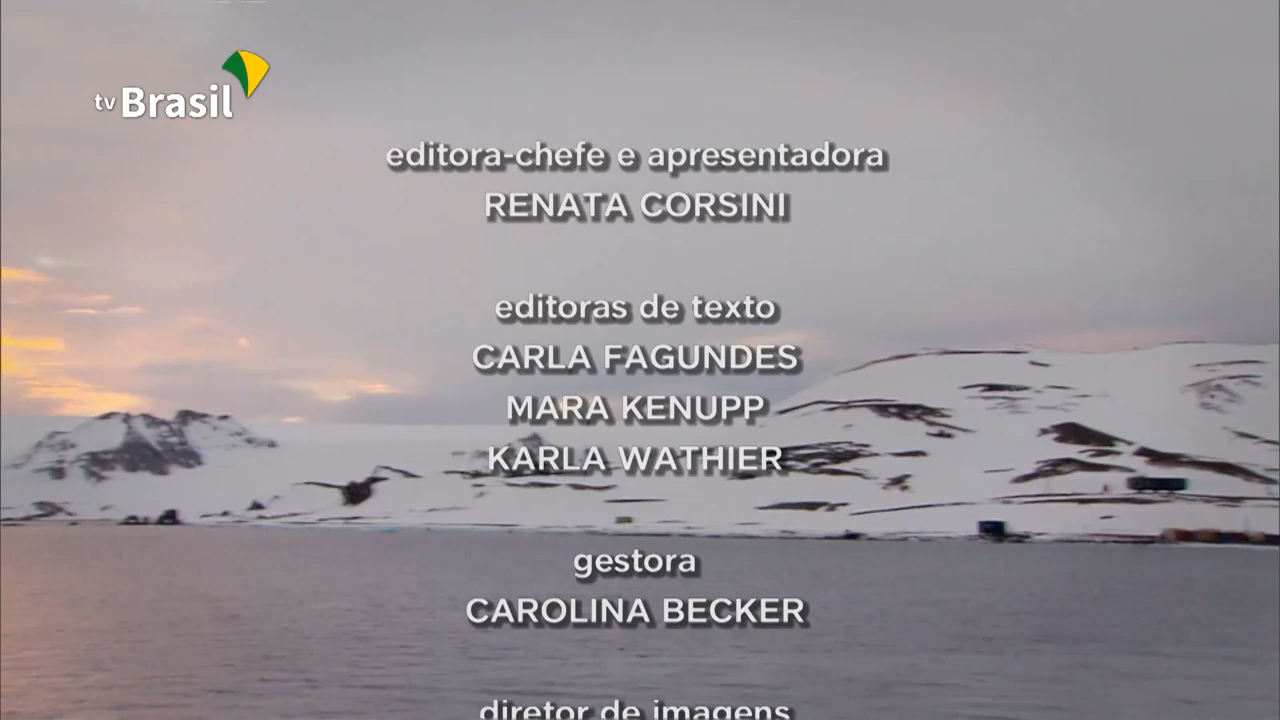 tv Brasil
editora-chefe e apresentadora
RENATA CORSINI
editoras de texto
CARLA FAGUNDES
MARA KENUPP
KARLA WATHIER
gestora
CAROLINA BECKER
diretor de imagens